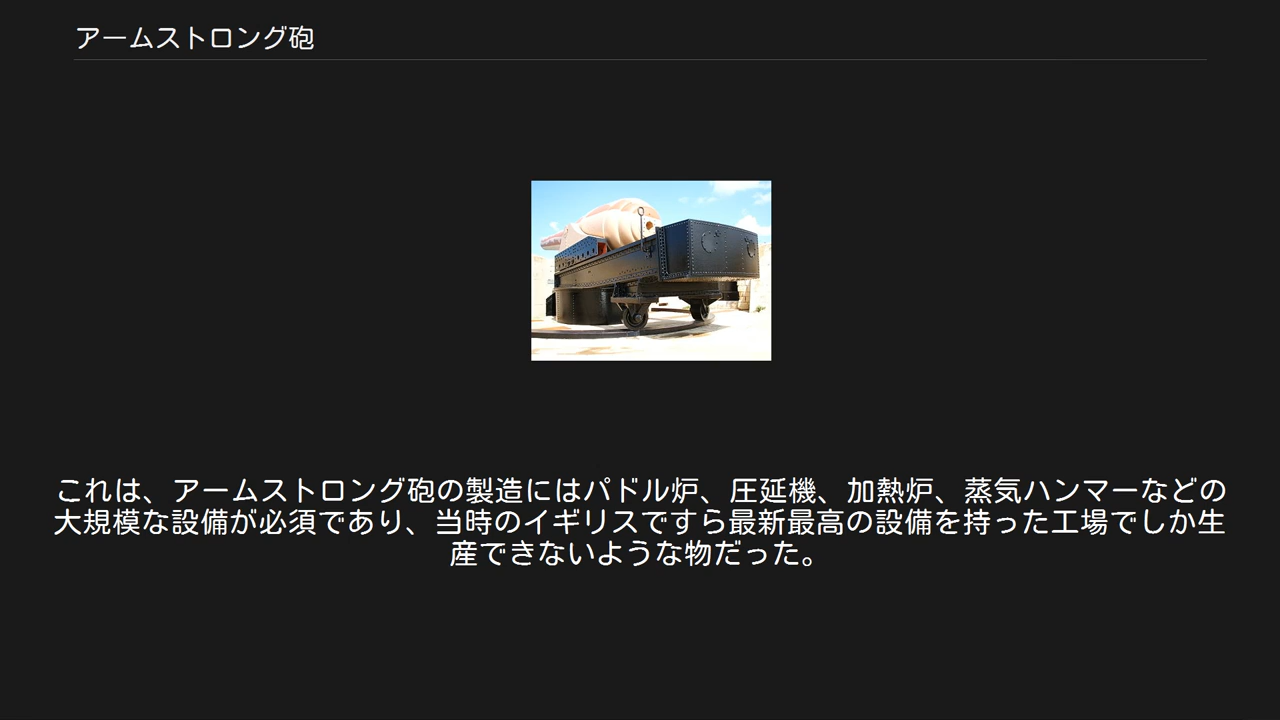 アームストロング砲
これは、アームストロング砲の製造にはパドル炉、圧延機、加熱炉、蒸気ハンマーなどの
大規模な設備が必須であり、当時のイギリスですら最新最高の設備を持った工場でしか生
産できないような物だった。